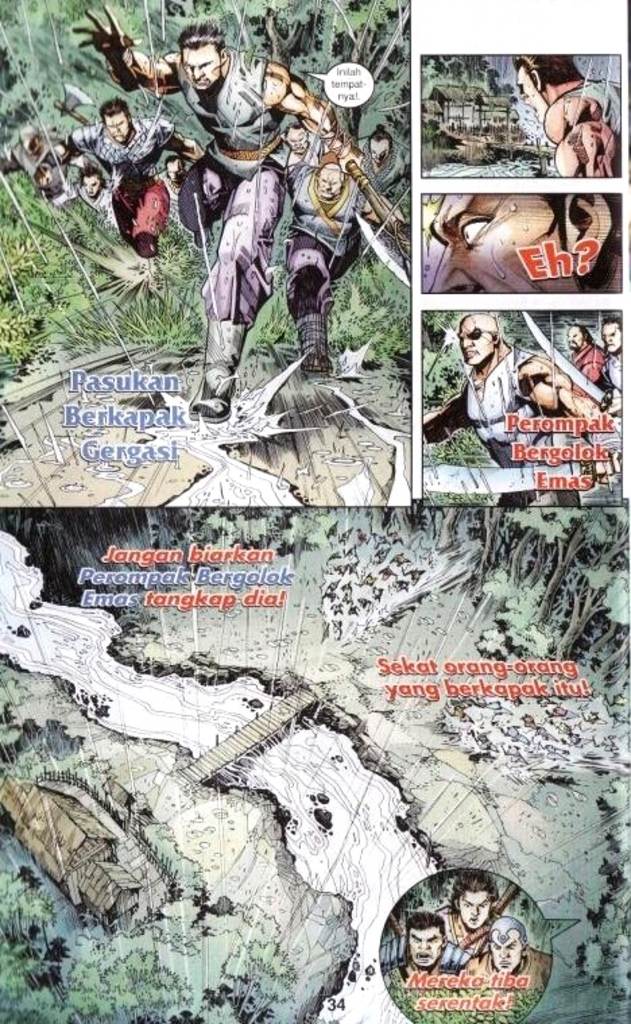 Inilah
tempat-
nya!.
Eh?
Pasukan
Berkapak
Gergasi
Perompak
Bergolok
Emas
Jangan biarkan
Perompak Bergolok
Emas tangkap dia!
Sekat orang-orang
yang berkapak itu!
Mereka tiba
serentak!
34